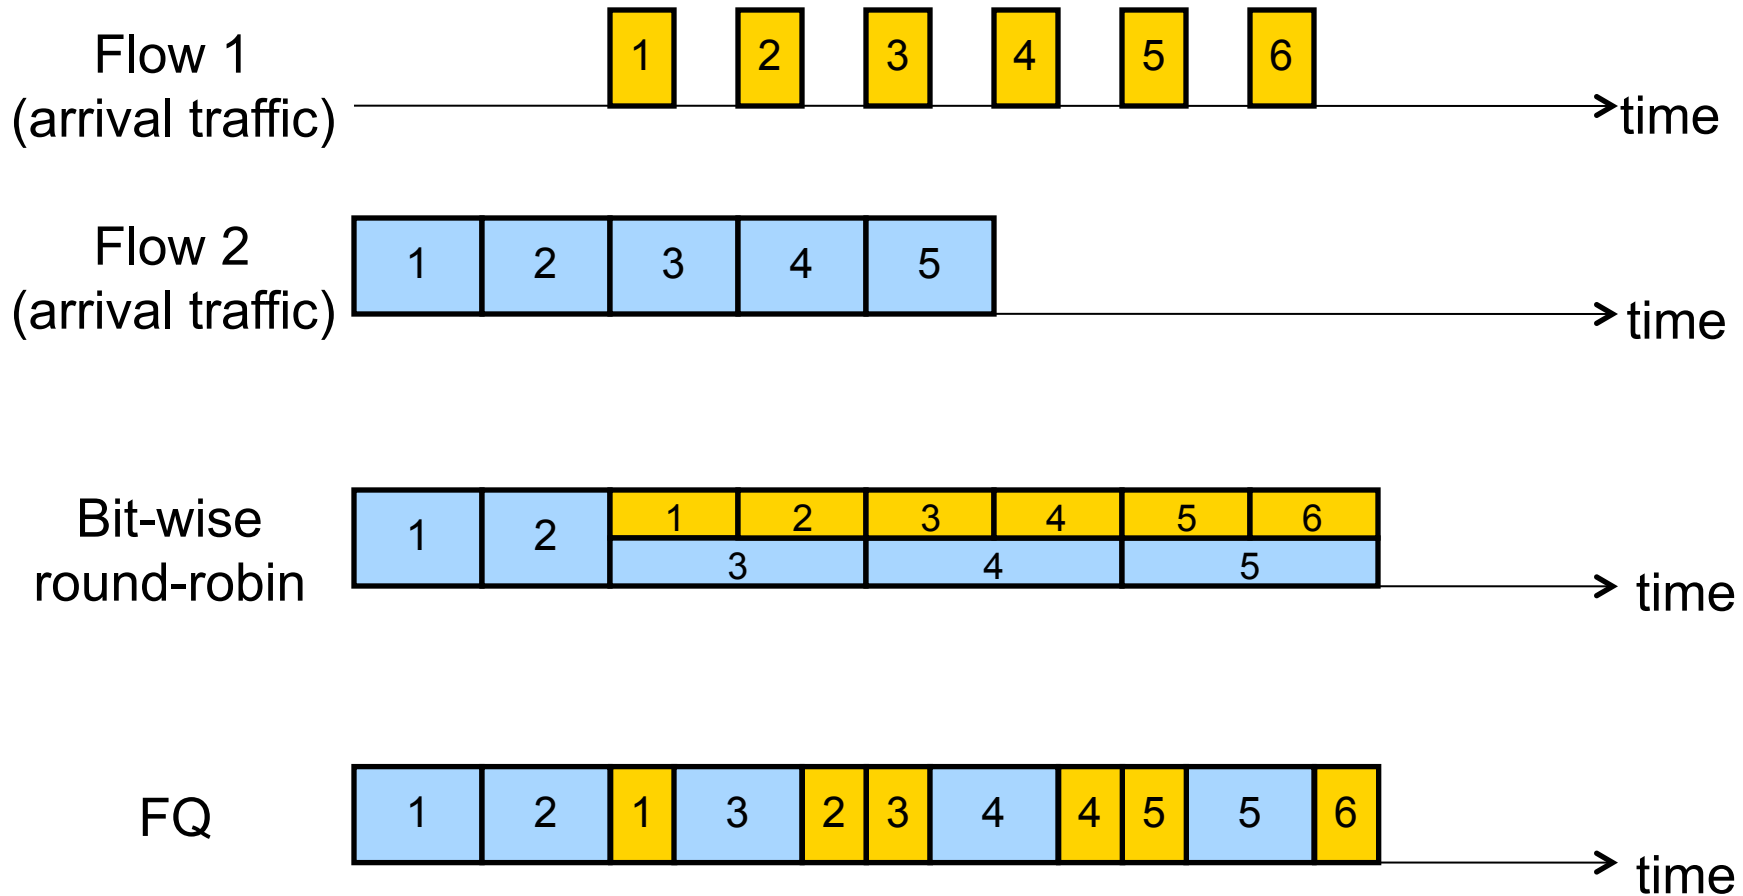 Flow 1
(arrival traffic)
1 2 3 4 5 6
time
Flow 2
(arrival traffic)
1 2 3 4 5
time
Bit-wise
round-robin
1 2 1 2 3 4 5 6
3 4 5
time
FQ
1 2 1 3 2 3 4 4 5 5 6
time